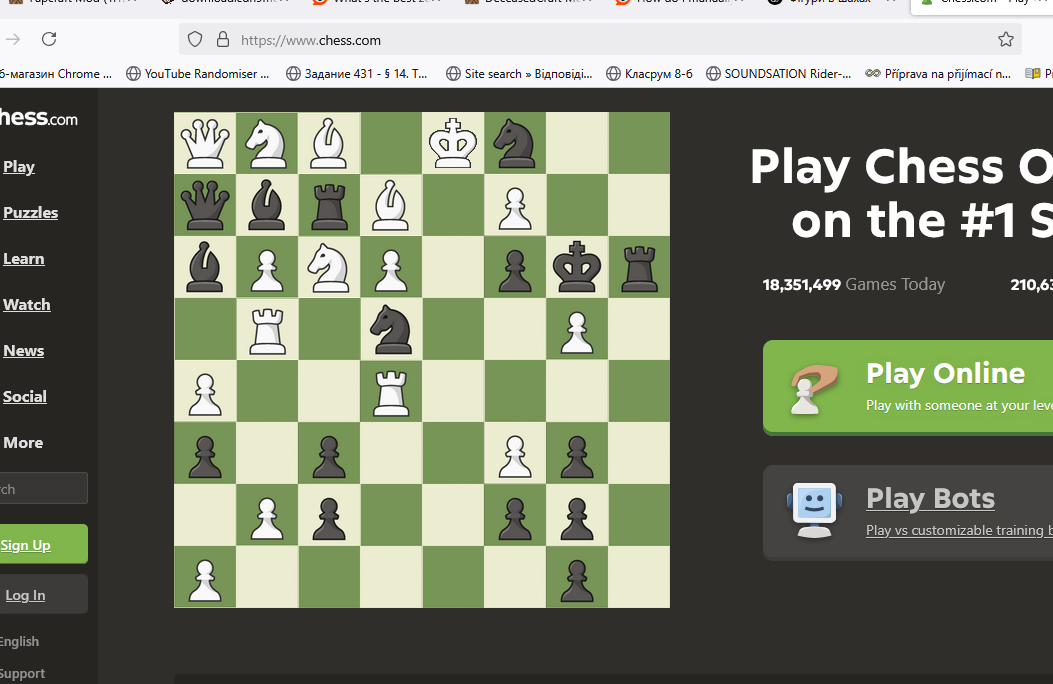 https://www.chess.com
б-магазин Chrome ...
YouTube Randomiser ...
Задание 431 - § 14. Т...
Site search » Відповіді...
Класрум 8-б
SOUNDSATION Rider-...
Příprava na přijímací n...
hess.com
Play
Puzzles
Learn
Watch
News
Social
More
rch
Sign Up
Log In
English
Support
Play Chess O
on the #1 S
18,351,499 Games Today
210,63
Play Online
Play with someone at your leve
Play Bots
Play vs customizable training b